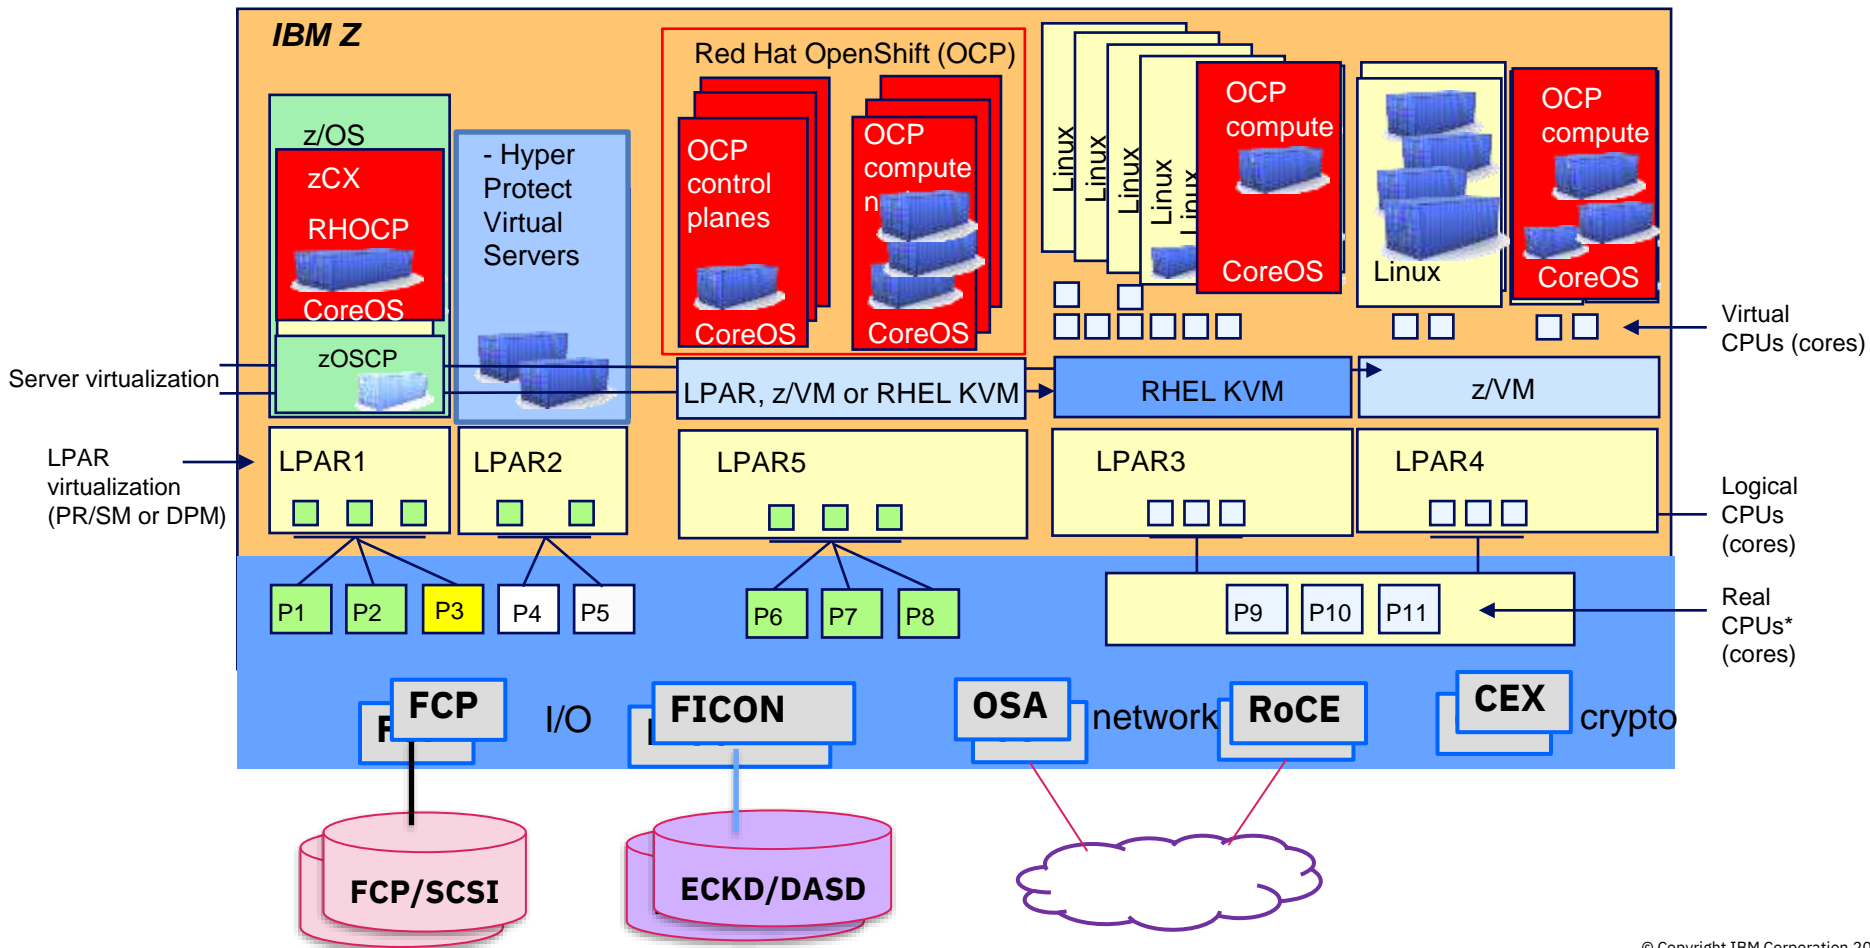 IBM Z
Red Hat OpenShift (OCP)
z/OS
zCX
RHOCP
CoreOS
zOSCP
- Hyper
Protect
Virtual
Servers
OCP
control
planes
CoreOS
OCP
compute
CoreOS
Linux
Linux
Linux
Linux
Linux
OCP
compute
CoreOS
Linux
OCP
compute
CoreOS
Virtual
CPUs (cores)
Server virtualization
LPAR, z/VM or RHEL KVM
RHEL KVM
z/VM
LPAR
virtualization
(PR/SM or DPM)
LPAR1
LPAR2
LPAR5
LPAR3
LPAR4
Logical
CPUs
(cores)
P1
P2
P3
P4
P5
P6
P7
P8
P9
P10
P11
Real
CPUs*
(cores)
FCP
I/O
FICON
OSA
network
RoCE
CEX
crypto
FCP/SCSI
ECKD/DASD
© Copyright IBM Corporation